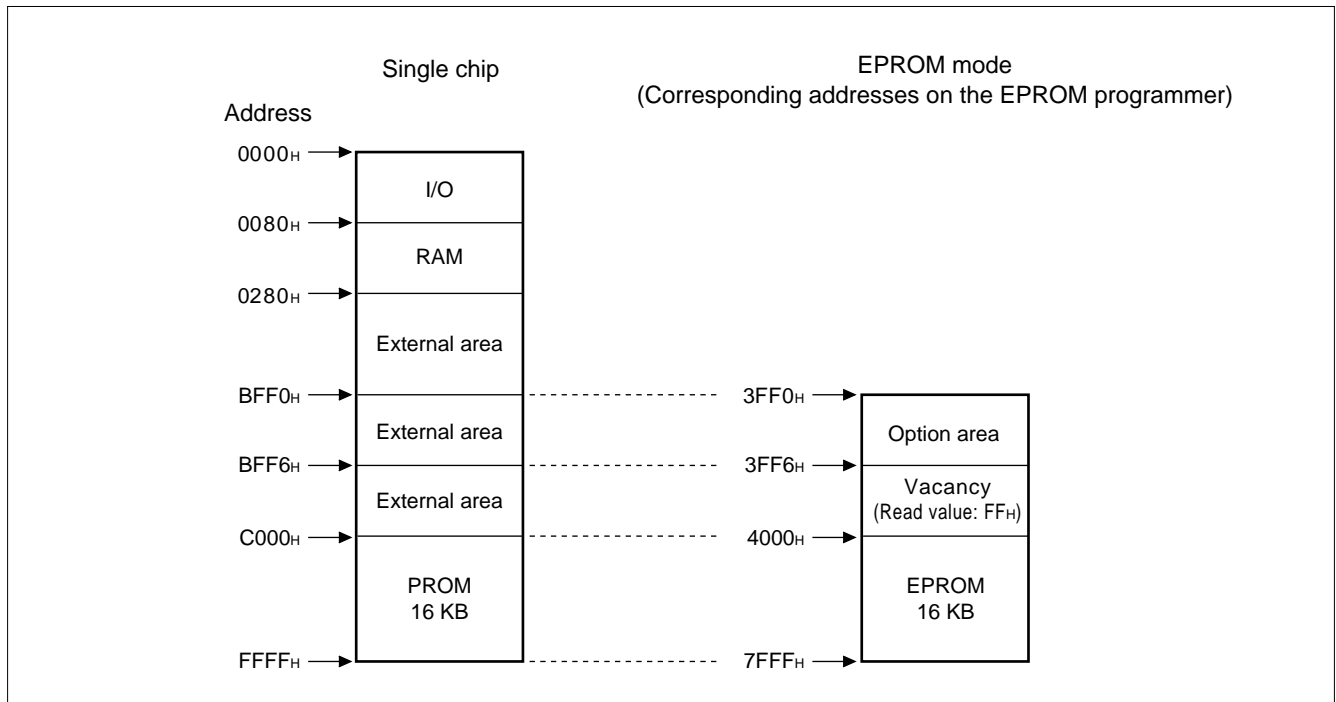 Single chip
EPROM mode
(Corresponding addresses on the EPROM programmer)
Address
0000H
I/O
0080H
RAM
0280H
External area
BFF0H
3FF0H
External area
Option area
BFF6H
3FF6H
External area
Vacancy
(Read value: FFH)
C000H
4000H
PROM
16 KB
EPROM
16 KB
FFFFH
7FFFH